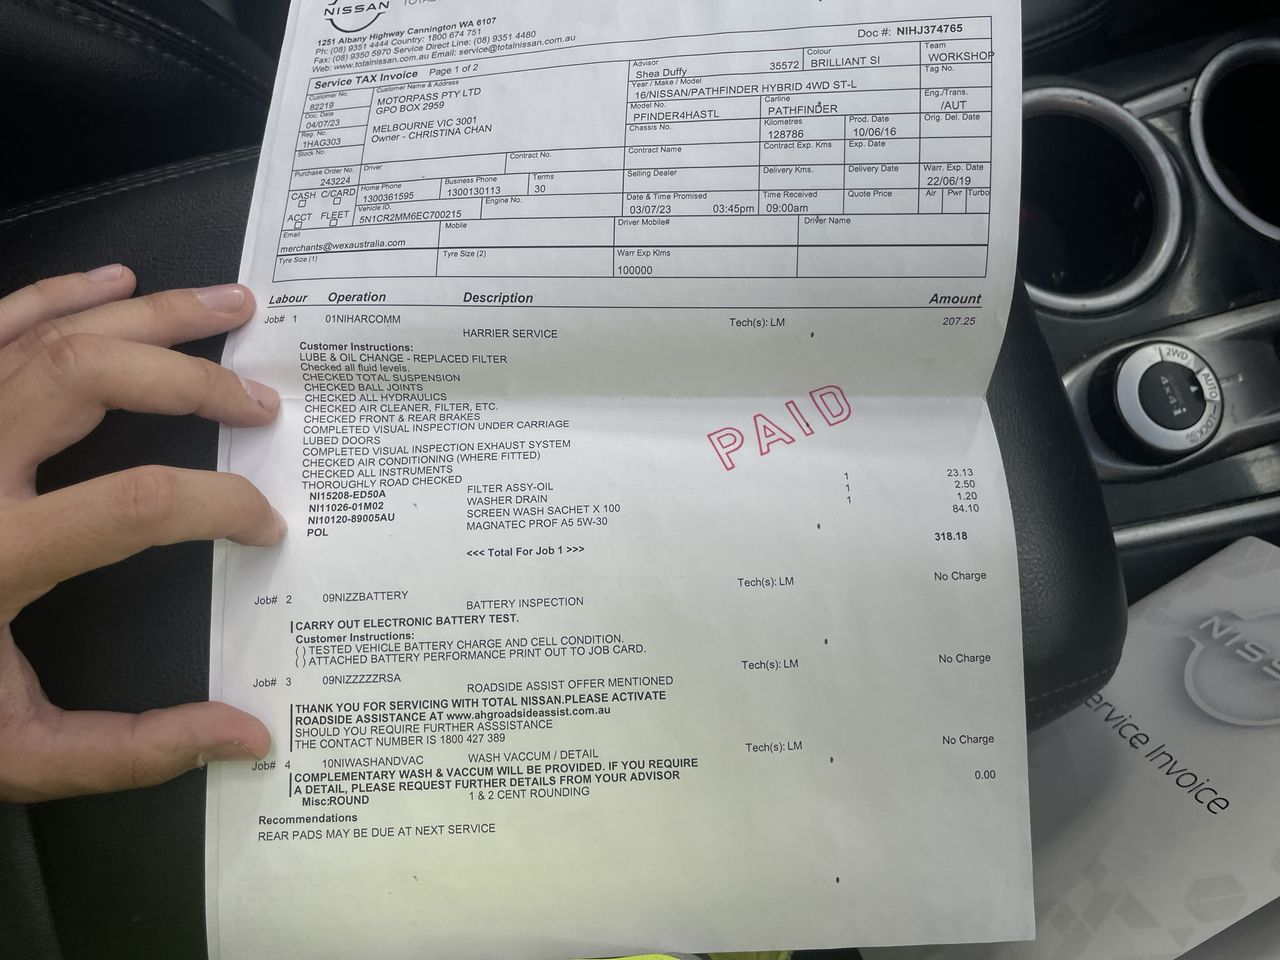 NISSAN
1251 Albany Highway Cannington WA 6107
Ph: (08) 9351 4444 Country: 1800 674 751
Fax: (08) 9350 5970 Service Direct Line: (08) 9351 4480
Web: www.totalnissan.com.au Email: service@totalnissan.com.au
Doc #: NIHJ374765
Service TAX Invoice Page 1 of 2
Customer No.
82219
Customer Name & Address
MOTORPASS PTY LTD
GPO BOX 2959
MELBOURNE VIC 3001
Owner - CHRISTINA CHAN
Doc. Date
04/07/23
Reg. No.
1HAG303
Stock No.
Purchase Order No.
243224
Driver
Contract No.
CASH C/CARD
ACCT FLEET
Home Phone
1300361595
Business Phone
1300130113
Terms
30
Vehicle ID.
5N1CR2MM6EC700215
Engine No.
Email
merchants@wexaustralia.com
Mobile
Tyre Size (1)
Tyre Size (2)
Advisor
Shea Duffy 35572
Colour
BRILLIANT SI
Team
WORKSHOP
Year / Make / Model
16/NISSAN/PATHFINDER HYBRID 4WD ST-L
Tag No.
Model No.
PFINDER4HASTL
Carline
PATHFINDER
Eng./Trans.
/AUT
Chassis No.
Kilometres
128786
Prod. Date
10/06/16
Orig. Del. Date
Contract Name
Contract Exp. Kms
Exp. Date
Selling Dealer
Delivery Kms.
Delivery Date
Warr. Exp. Date
22/06/19
Date & Time Promised
03/07/23 03:45pm
Time Received
09:00am
Quote Price
Air Pwr Turbo
Driver Mobile#
Driver Name
Warr Exp Klms
100000
Labour Operation Description Amount
Job# 1 01NIHARCOMM Tech(s): LM 207.25
HARRIER SERVICE
Customer Instructions:
LUBE & OIL CHANGE - REPLACED FILTER
Checked all fluid levels.
CHECKED TOTAL SUSPENSION
CHECKED BALL JOINTS
CHECKED ALL HYDRAULICS
CHECKED AIR CLEANER, FILTER, ETC.
CHECKED FRONT & REAR BRAKES
COMPLETED VISUAL INSPECTION UNDER CARRIAGE
LUBED DOORS
COMPLETED VISUAL INSPECTION EXHAUST SYSTEM
CHECKED AIR CONDITIONING (WHERE FITTED)
CHECKED ALL INSTRUMENTS
THOROUGHLY ROAD CHECKED
PAID
NI15208-ED50A FILTER ASSY-OIL 1 23.13
NI11026-01M02 WASHER DRAIN 1 2.50
NI10120-89005AU SCREEN WASH SACHET X 100 1 1.20
POL MAGNATEC PROF A5 5W-30 84.10
<<< Total For Job 1 >>> 318.18
Job# 2 09NIZZBATTERY Tech(s): LM No Charge
BATTERY INSPECTION
CARRY OUT ELECTRONIC BATTERY TEST.
Customer Instructions:
( ) TESTED VEHICLE BATTERY CHARGE AND CELL CONDITION.
( ) ATTACHED BATTERY PERFORMANCE PRINT OUT TO JOB CARD.
Job# 3 09NIZZZZZRSA Tech(s): LM No Charge
ROADSIDE ASSIST OFFER MENTIONED
THANK YOU FOR SERVICING WITH TOTAL NISSAN.PLEASE ACTIVATE
ROADSIDE ASSISTANCE AT www.ahgroadsideassist.com.au
SHOULD YOU REQUIRE FURTHER ASSSISTANCE
THE CONTACT NUMBER IS 1800 427 389
Job# 4 10NIWASHANDVAC WASH VACCUM / DETAIL Tech(s): LM No Charge
COMPLEMENTARY WASH & VACCUM WILL BE PROVIDED. IF YOU REQUIRE
A DETAIL, PLEASE REQUEST FURTHER DETAILS FROM YOUR ADVISOR
Misc:ROUND 1 & 2 CENT ROUNDING 0.00
Recommendations
REAR PADS MAY BE DUE AT NEXT SERVICE
2WD
AUTO
LOCK
4x4i
NISS
ervice Invoice